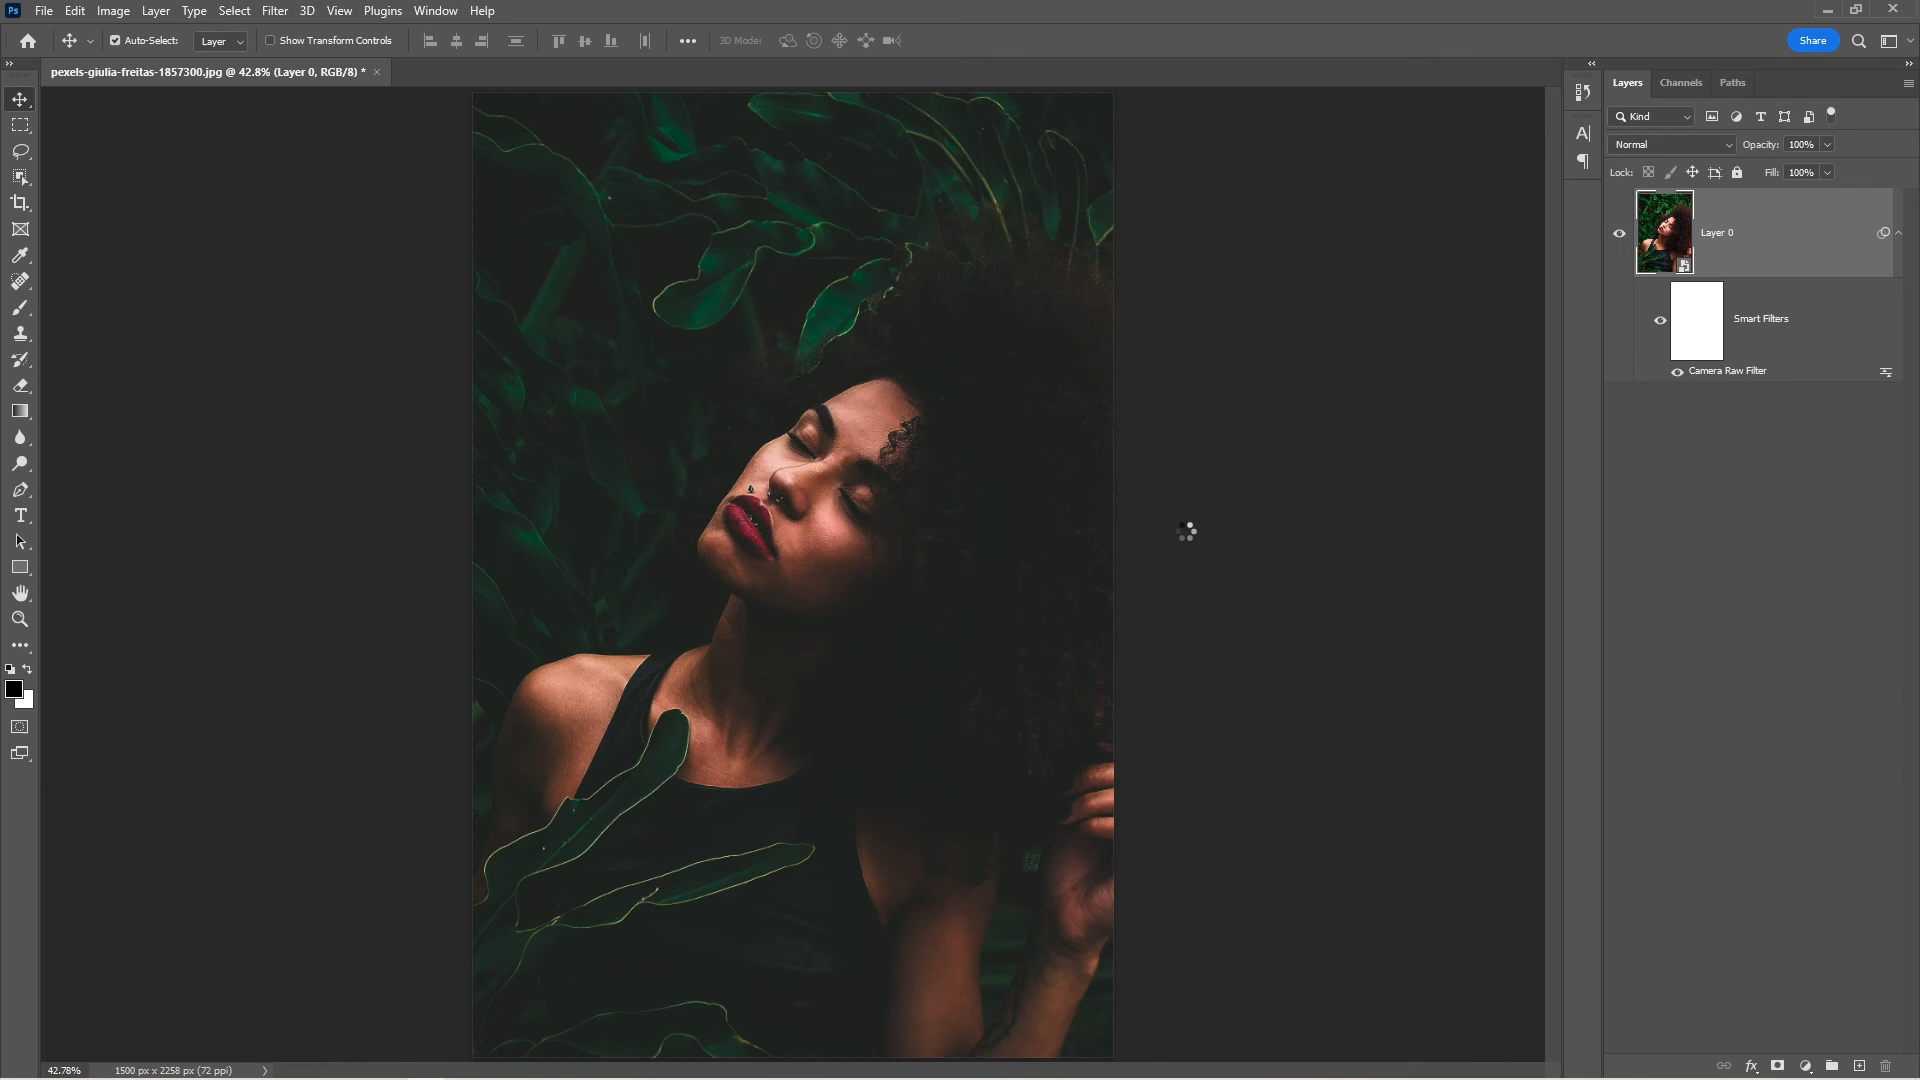 Ps File Edit Image Layer Type Select Filter 3D View Plugins Window Help
Auto-Select: Layer Show Transform Controls 3D Mode: Share
pexels-giulia-freitas-1857300.jpg @ 42.8% (Layer 0, RGB/8) *
Layers Channels Paths
Kind
Normal Opacity: 100%
Lock: Fill: 100%
Layer 0
Smart Filters
Camera Raw Filter
42.78% 1500 px x 2258 px (72 ppi)